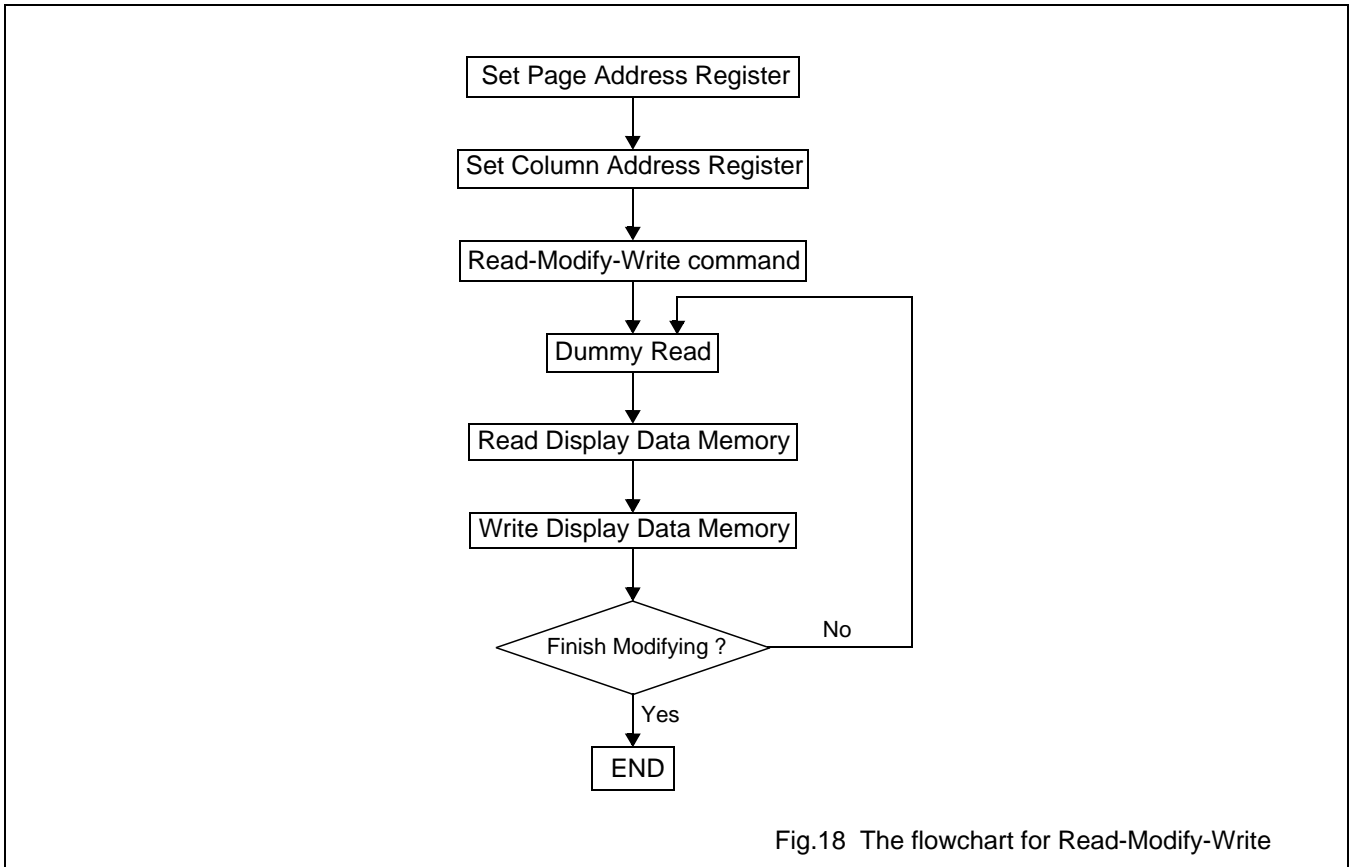 Set Page Address Register
Set Column Address Register
Read-Modify-Write command
Dummy Read
Read Display Data Memory
Write Display Data Memory
Finish Modifying ?
No
Yes
END
Fig.18 The flowchart for Read-Modify-Write